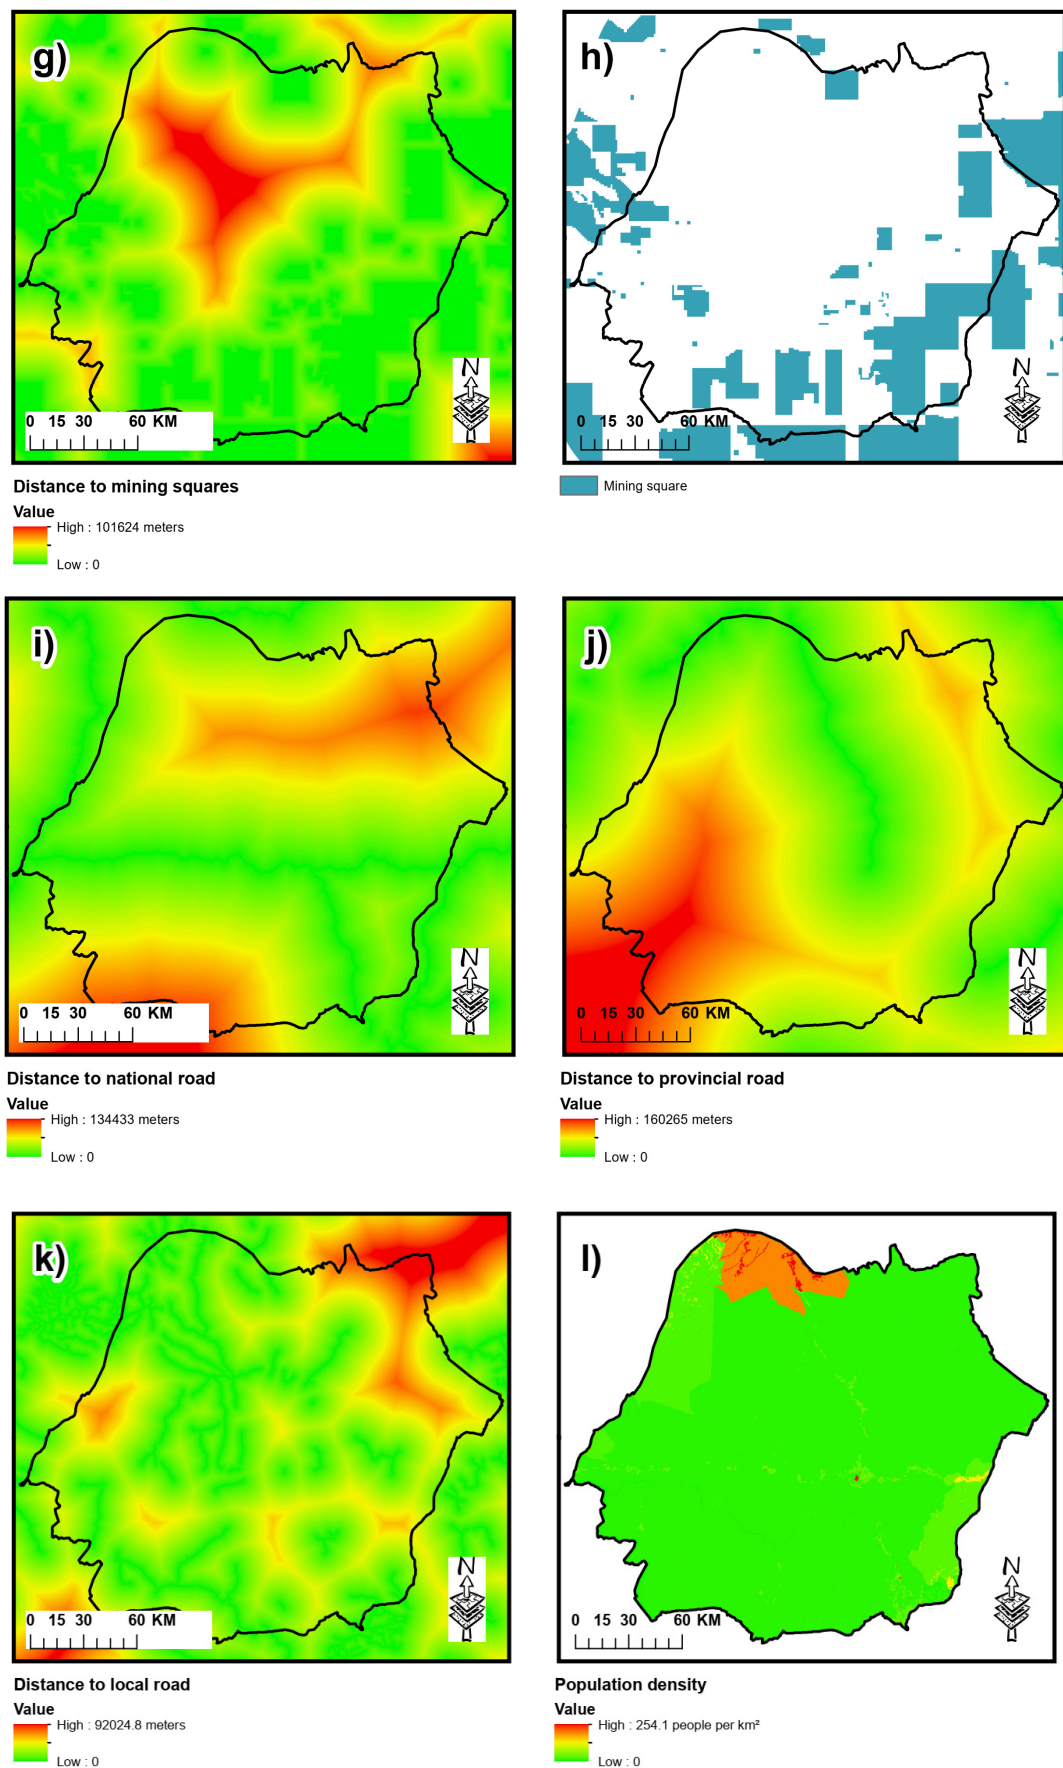 g)
N
0 15 30 60 KM
Distance to mining squares
Value
High : 101624 meters
Low : 0
h)
N
0 15 30 60 KM
Mining square
i)
N
0 15 30 60 KM
Distance to national road
Value
High : 134433 meters
Low : 0
j)
N
0 15 30 60 KM
Distance to provincial road
Value
High : 160265 meters
Low : 0
k)
N
0 15 30 60 KM
Distance to local road
Value
High : 92024.8 meters
Low : 0
l)
N
0 15 30 60 KM
Population density
Value
High : 254.1 people per km²
Low : 0